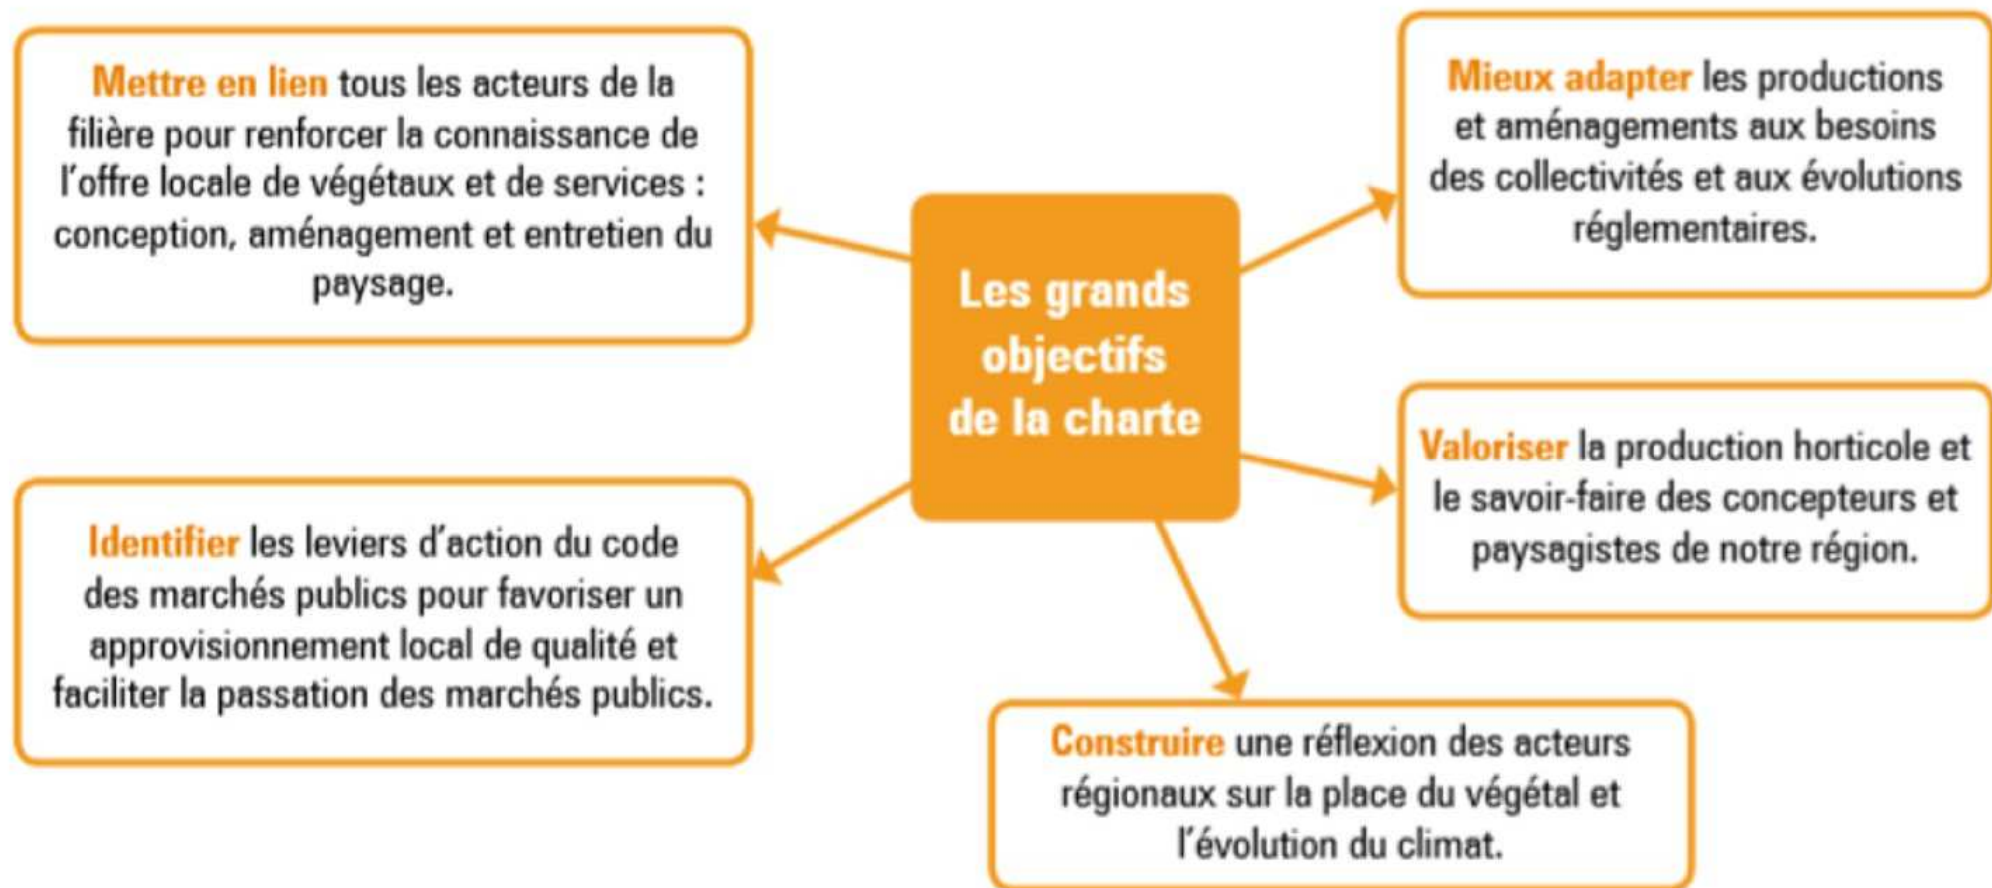 Mettre en lien tous les acteurs de la
filière pour renforcer la connaissance de
l'offre locale de végétaux et de services :
conception, aménagement et entretien du
paysage.
Mieux adapter les productions
et aménagements aux besoins
des collectivités et aux évolutions
réglementaires.
Les grands
objectifs
de la charte
Valoriser la production horticole et
le savoir-faire des concepteurs et
paysagistes de notre région.
Identifier les leviers d'action du code
des marchés publics pour favoriser un
approvisionnement local de qualité et
faciliter la passation des marchés publics.
Construire une réflexion des acteurs
régionaux sur la place du végétal et
l'évolution du climat.